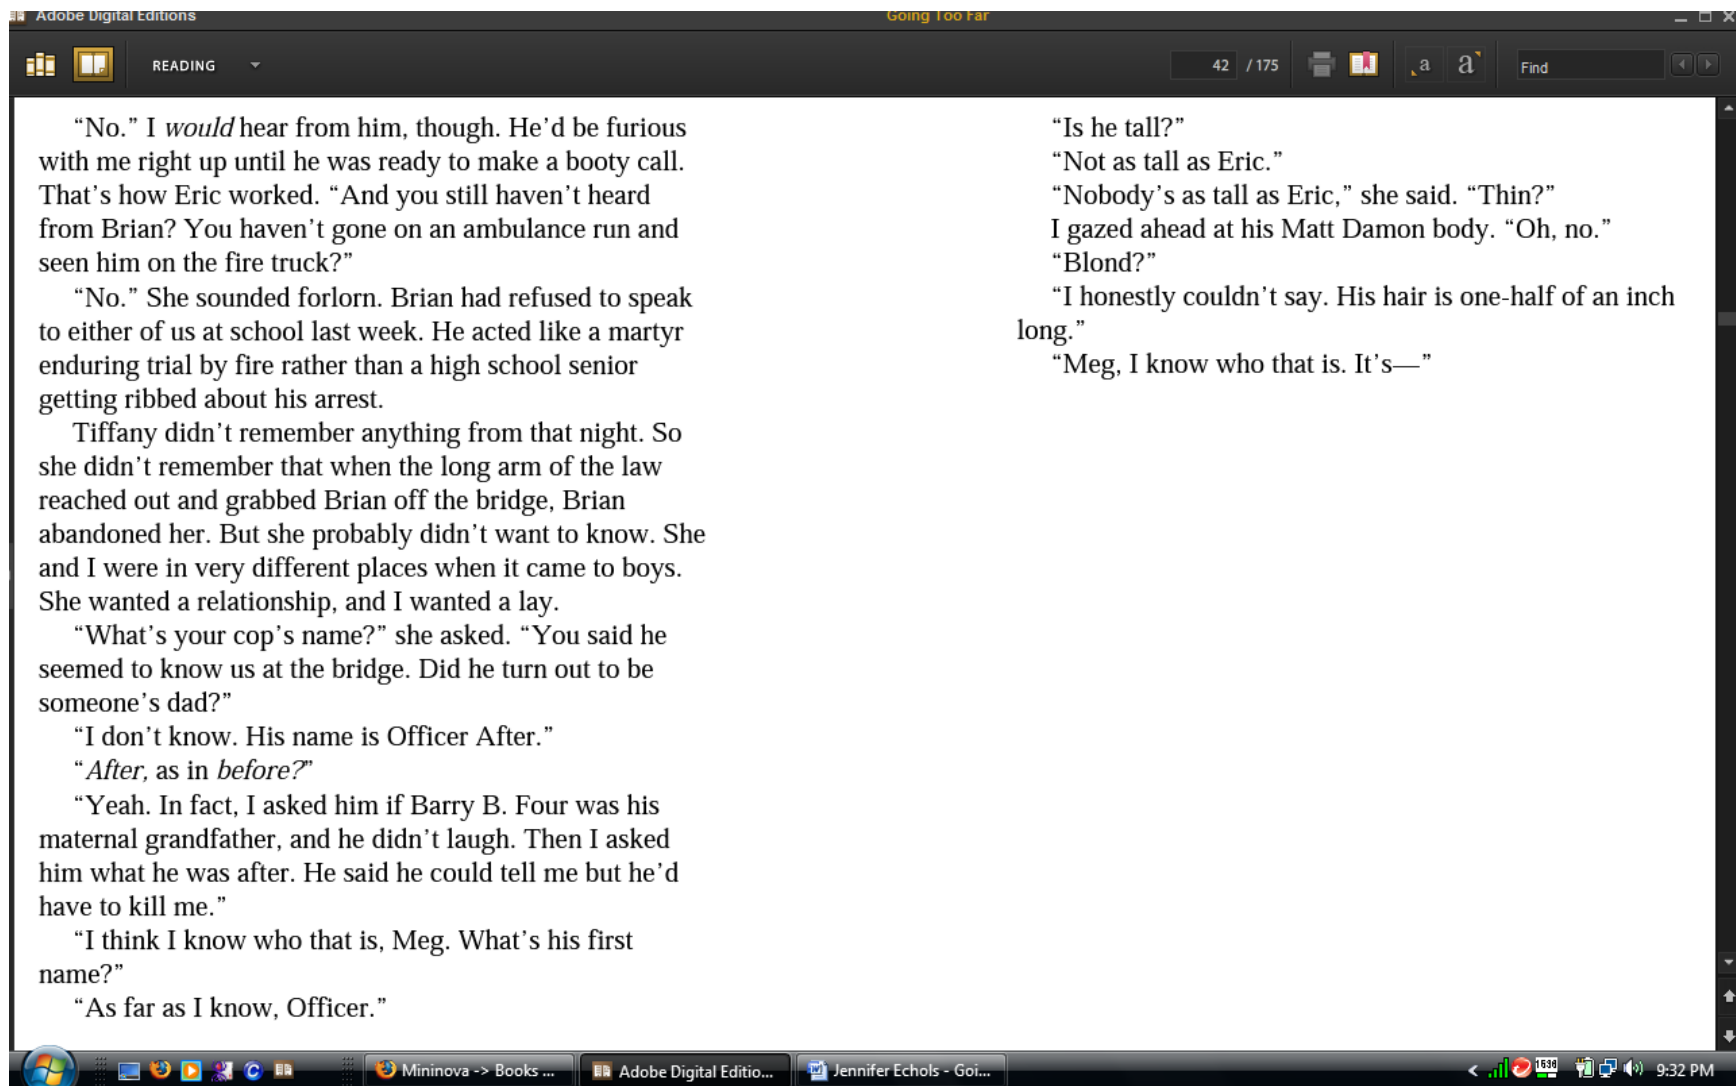 Adobe Digital Editions
Going Too Far
READING
42 / 175
a
a
Find
“No.” I would hear from him, though. He’d be furious
with me right up until he was ready to make a booty call.
That’s how Eric worked. “And you still haven’t heard
from Brian? You haven’t gone on an ambulance run and
seen him on the fire truck?”
“No.” She sounded forlorn. Brian had refused to speak
to either of us at school last week. He acted like a martyr
enduring trial by fire rather than a high school senior
getting ribbed about his arrest.
Tiffany didn’t remember anything from that night. So
she didn’t remember that when the long arm of the law
reached out and grabbed Brian off the bridge, Brian
abandoned her. But she probably didn’t want to know. She
and I were in very different places when it came to boys.
She wanted a relationship, and I wanted a lay.
“What’s your cop’s name?” she asked. “You said he
seemed to know us at the bridge. Did he turn out to be
someone’s dad?”
“I don’t know. His name is Officer After.”
“After, as in before?”
“Yeah. In fact, I asked him if Barry B. Four was his
maternal grandfather, and he didn’t laugh. Then I asked
him what he was after. He said he could tell me but he’d
have to kill me.”
“I think I know who that is, Meg. What’s his first
name?”
“As far as I know, Officer.”
“Is he tall?”
“Not as tall as Eric.”
“Nobody’s as tall as Eric,” she said. “Thin?”
I gazed ahead at his Matt Damon body. “Oh, no.”
“Blond?”
“I honestly couldn’t say. His hair is one-half of an inch
long.”
“Meg, I know who that is. It’s—”
Mininova -> Books ...
Adobe Digital Editio...
Jennifer Echols - Goi...
9:32 PM